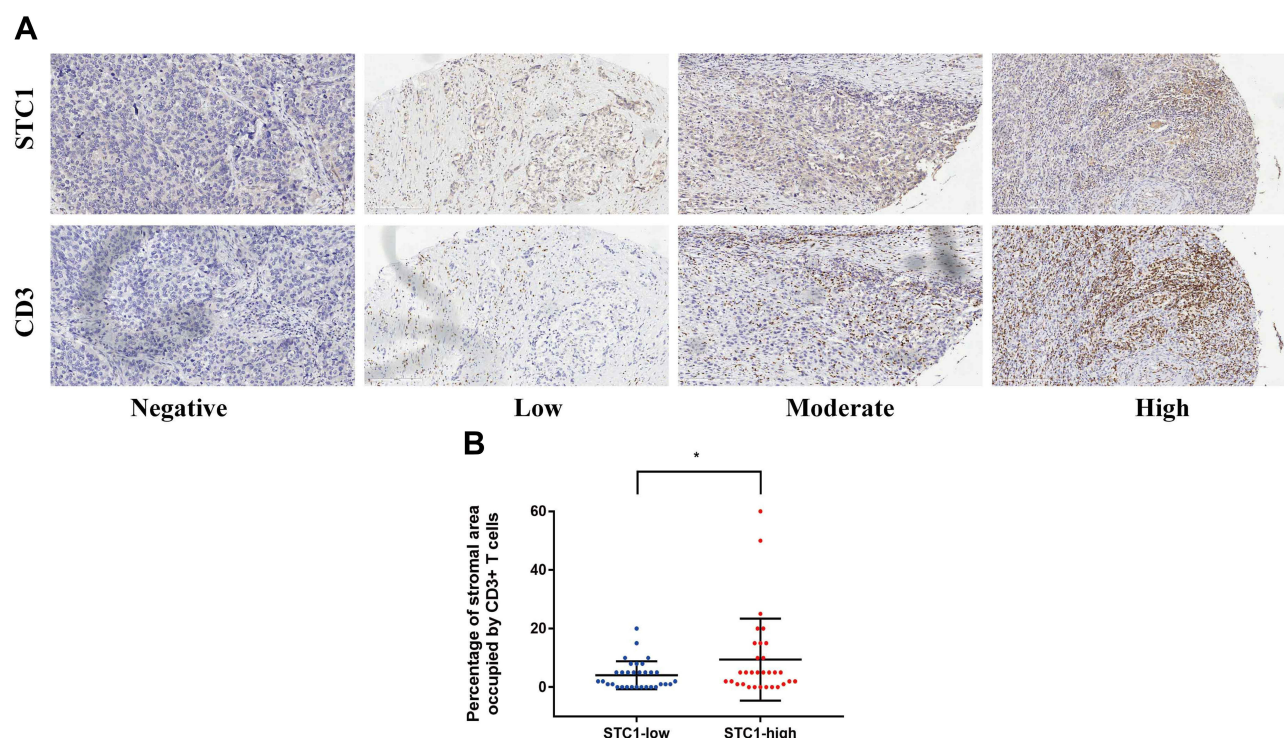 A
STC1
CD3
Negative Low Moderate High
B
*
Percentage of stromal area
occupied by CD3+ T cells
60
40
20
0
STC1-low STC1-high